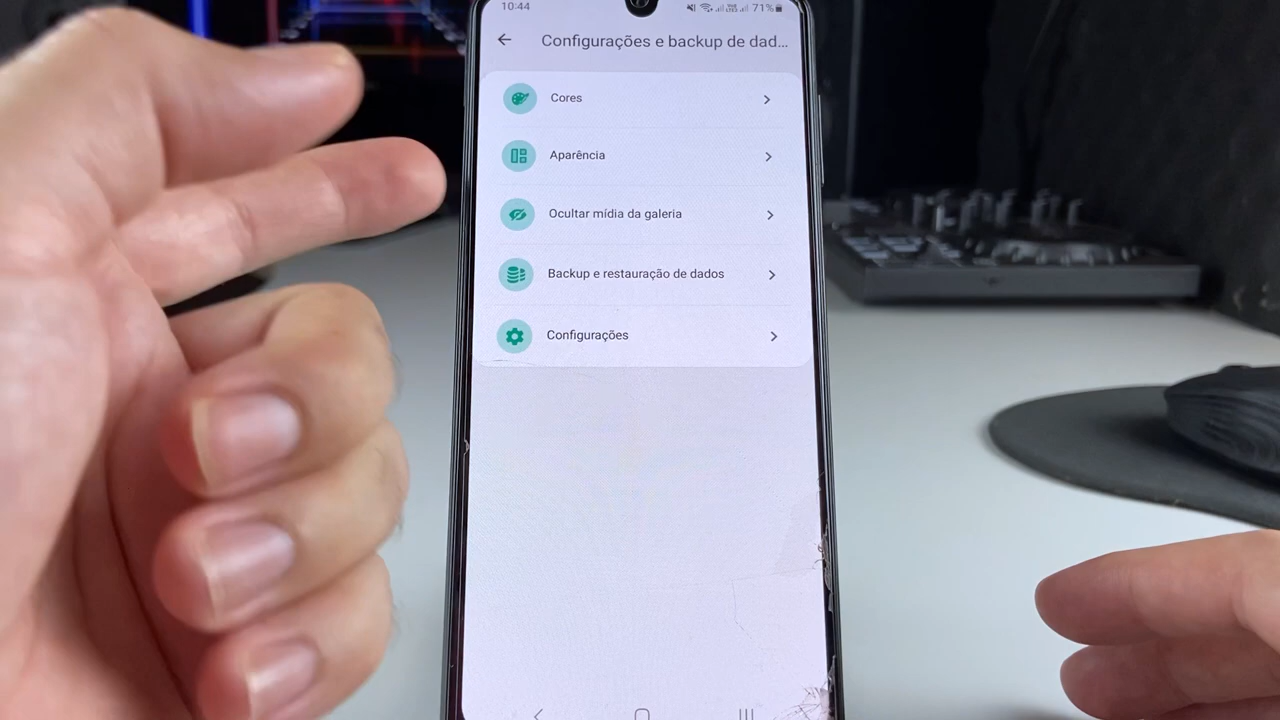 10:44 71%
Configurações e backup de dad...
Cores
Aparência
Ocultar mídia da galeria
Backup e restauração de dados
Configurações